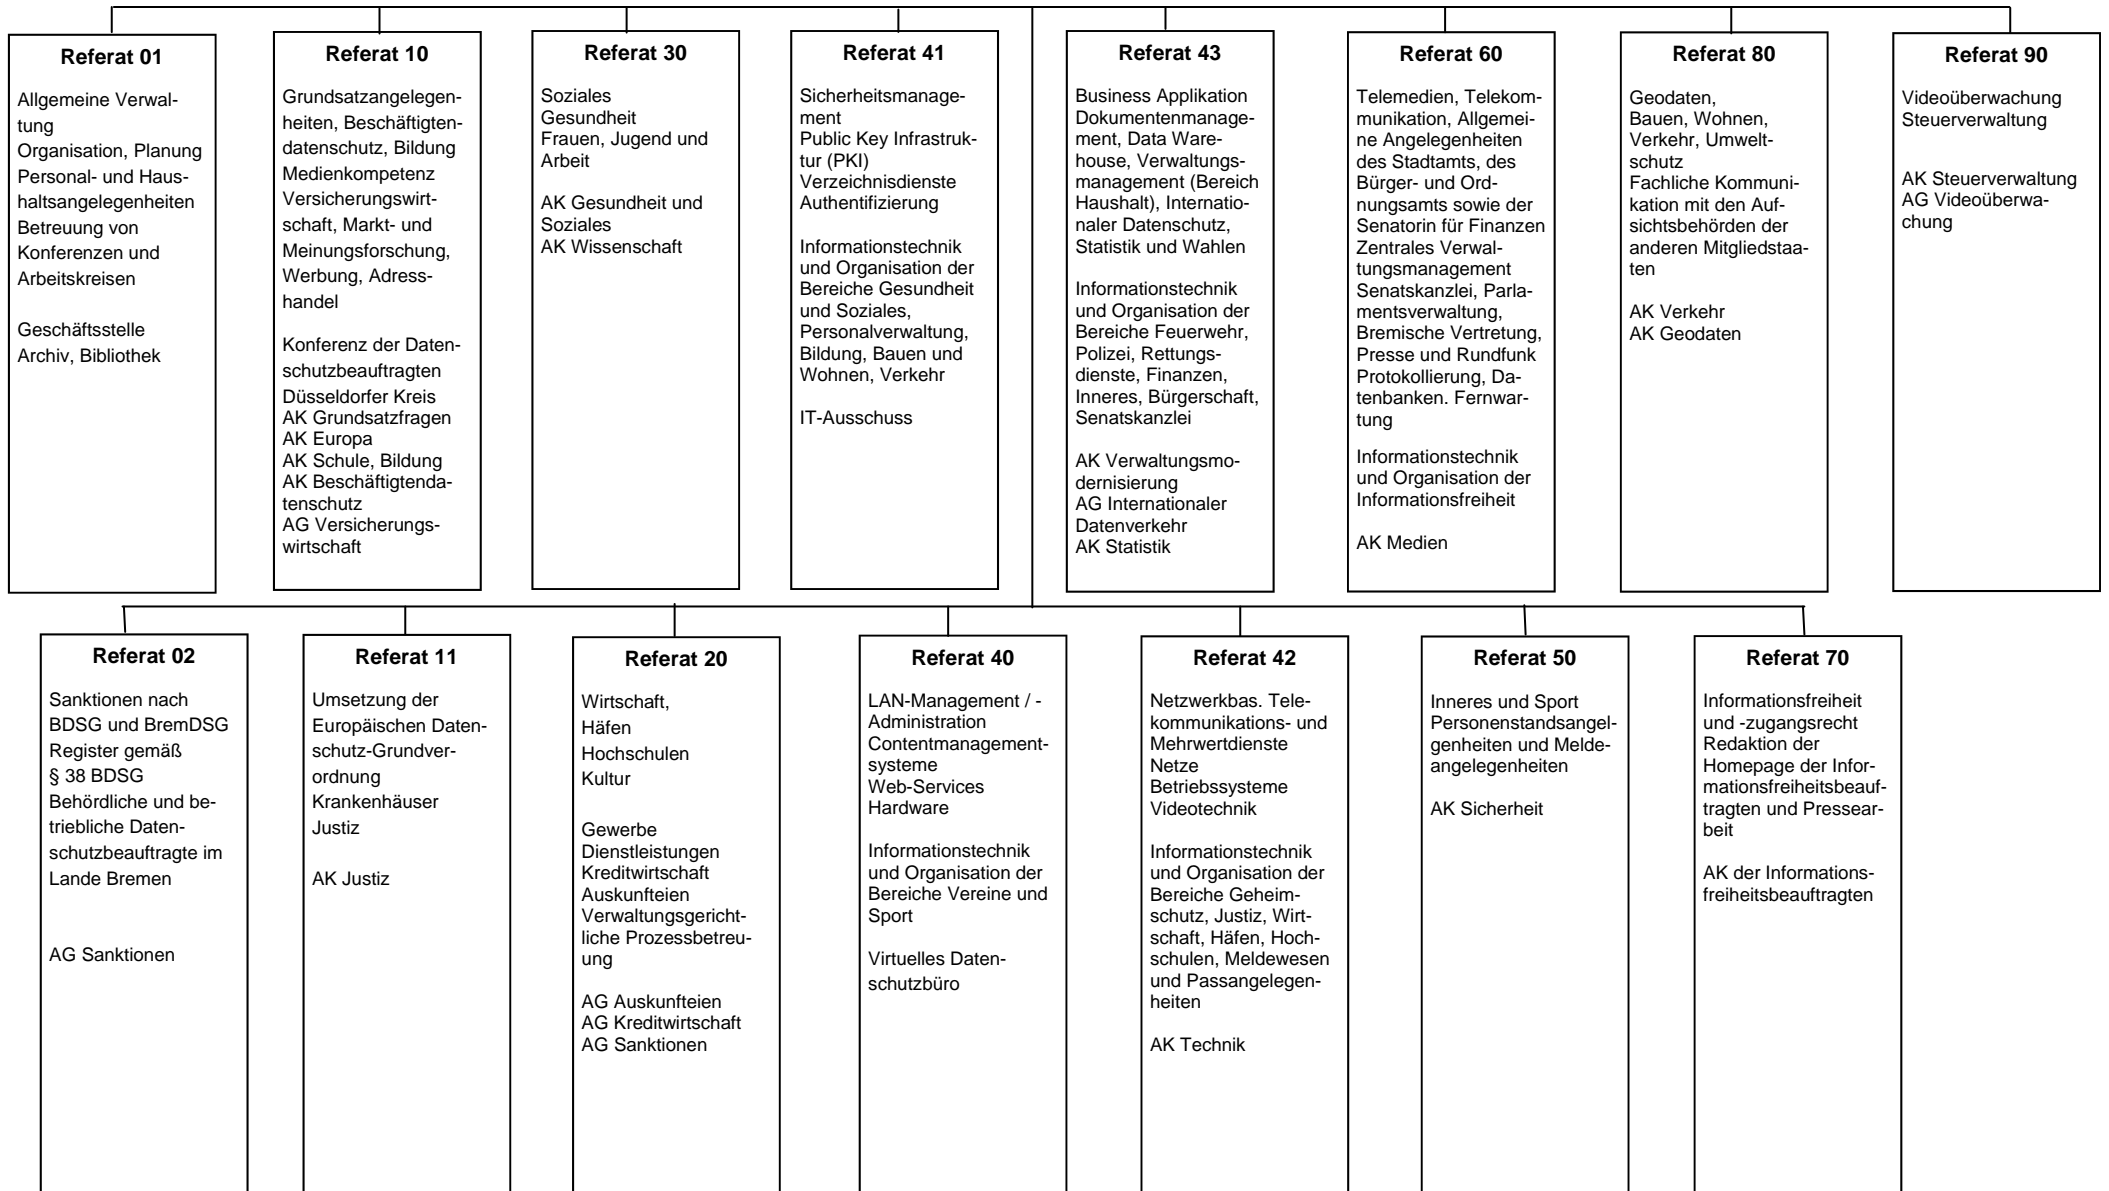 Referat 01
Allgemeine Verwal-
tung
Organisation, Planung
Personal- und Haus-
haltsangelegenheiten
Betreuung von
Konferenzen und
Arbeitskreisen
Geschäftsstelle
Archiv, Bibliothek
Referat 10
Grundsatzangelegen-
heiten, Beschäftigten-
datenschutz, Bildung
Medienkompetenz
Versicherungswirt-
schaft, Markt- und
Meinungsforschung,
Werbung, Adress-
handel
Konferenz der Daten-
schutzbeauftragten
Düsseldorfer Kreis
AK Grundsatzfragen
AK Europa
AK Schule, Bildung
AK Beschäftigtenda-
tenschutz
AG Versicherungs-
wirtschaft
Referat 30
Soziales
Gesundheit
Frauen, Jugend und
Arbeit
AK Gesundheit und
Soziales
AK Wissenschaft
Referat 41
Sicherheitsmanage-
ment
Public Key Infrastruk-
tur (PKI)
Verzeichnisdienste
Authentifizierung
Informationstechnik
und Organisation der
Bereiche Gesundheit
und Soziales,
Personalverwaltung,
Bildung, Bauen und
Wohnen, Verkehr
IT-Ausschuss
Referat 43
Business Applikation
Dokumentenmanage-
ment, Data Ware-
house, Verwaltungs-
management (Bereich
Haushalt), Internatio-
naler Datenschutz,
Statistik und Wahlen
Informationstechnik
und Organisation der
Bereiche Feuerwehr,
Polizei, Rettungs-
dienste, Finanzen,
Inneres, Bürgerschaft,
Senatskanzlei
AK Verwaltungsmo-
dernisierung
AG Internationaler
Datenverkehr
AK Statistik
Referat 60
Telemedien, Telekom-
munikation, Allgemei-
ne Angelegenheiten
des Stadtamts, des
Bürger- und Ord-
nungsamts sowie der
Senatorin für Finanzen
Zentrales Verwal-
tungsmanagement
Senatskanzlei, Parla-
mentsverwaltung,
Bremische Vertretung,
Presse und Rundfunk
Protokollierung, Da-
tenbanken. Fernwar-
tung
Informationstechnik
und Organisation der
Informationsfreiheit
AK Medien
Referat 80
Geodaten,
Bauen, Wohnen,
Verkehr, Umwelt-
schutz
Fachliche Kommuni-
kation mit den Auf-
sichtsbehörden der
anderen Mitgliedstaa-
ten
AK Verkehr
AK Geodaten
Referat 90
Videoüberwachung
Steuerverwaltung
AK Steuerverwaltung
AG Videoüberwa-
chung
Referat 02
Sanktionen nach
BDSG und BremDSG
Register gemäß
§ 38 BDSG
Behördliche und be-
triebliche Daten-
schutzbeauftragte im
Lande Bremen
AG Sanktionen
Referat 11
Umsetzung der
Europäischen Daten-
schutz-Grundver-
ordnung
Krankenhäuser
Justiz
AK Justiz
Referat 20
Wirtschaft,
Häfen
Hochschulen
Kultur
Gewerbe
Dienstleistungen
Kreditwirtschaft
Auskunfteien
Verwaltungsgericht-
liche Prozessbetreu-
ung
AG Auskunfteien
AG Kreditwirtschaft
AG Sanktionen
Referat 40
LAN-Management / -
Administration
Contentmanagement-
systeme
Web-Services
Hardware
Informationstechnik
und Organisation der
Bereiche Vereine und
Sport
Virtuelles Daten-
schutzbüro
Referat 42
Netzwerkbas. Tele-
kommunikations- und
Mehrwertdienste
Netze
Betriebssysteme
Videotechnik
Informationstechnik
und Organisation der
Bereiche Geheim-
schutz, Justiz, Wirt-
schaft, Häfen, Hoch-
schulen, Meldewesen
und Passangelegen-
heiten
AK Technik
Referat 50
Inneres und Sport
Personenstandsangel-
genheiten und Melde-
angelegenheiten
AK Sicherheit
Referat 70
Informationsfreiheit
und -zugangsrecht
Redaktion der
Homepage der Infor-
mationsfreiheitsbeauf-
tragten und Pressear-
beit
AK der Informations-
freiheitsbeauftragten